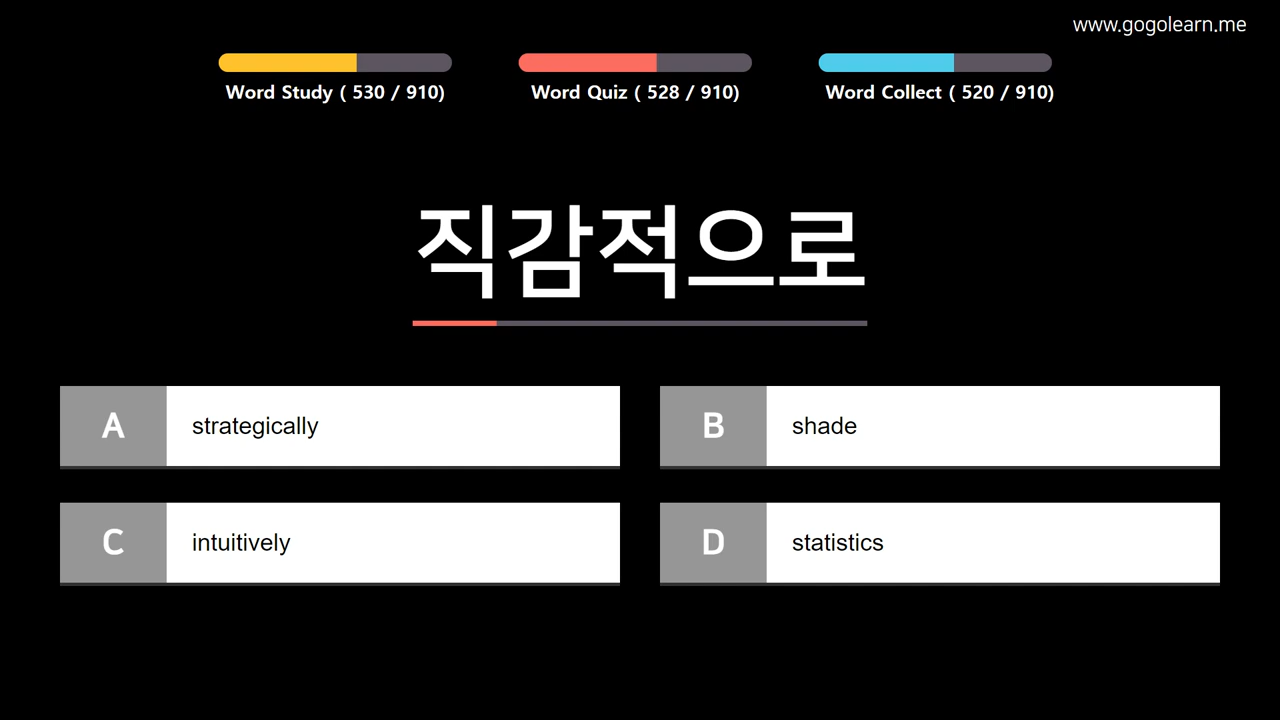 www.gogolearn.me
Word Study ( 530 / 910)
Word Quiz ( 528 / 910)
Word Collect ( 520 / 910)
직감적으로
A strategically
B shade
C intuitively
D statistics